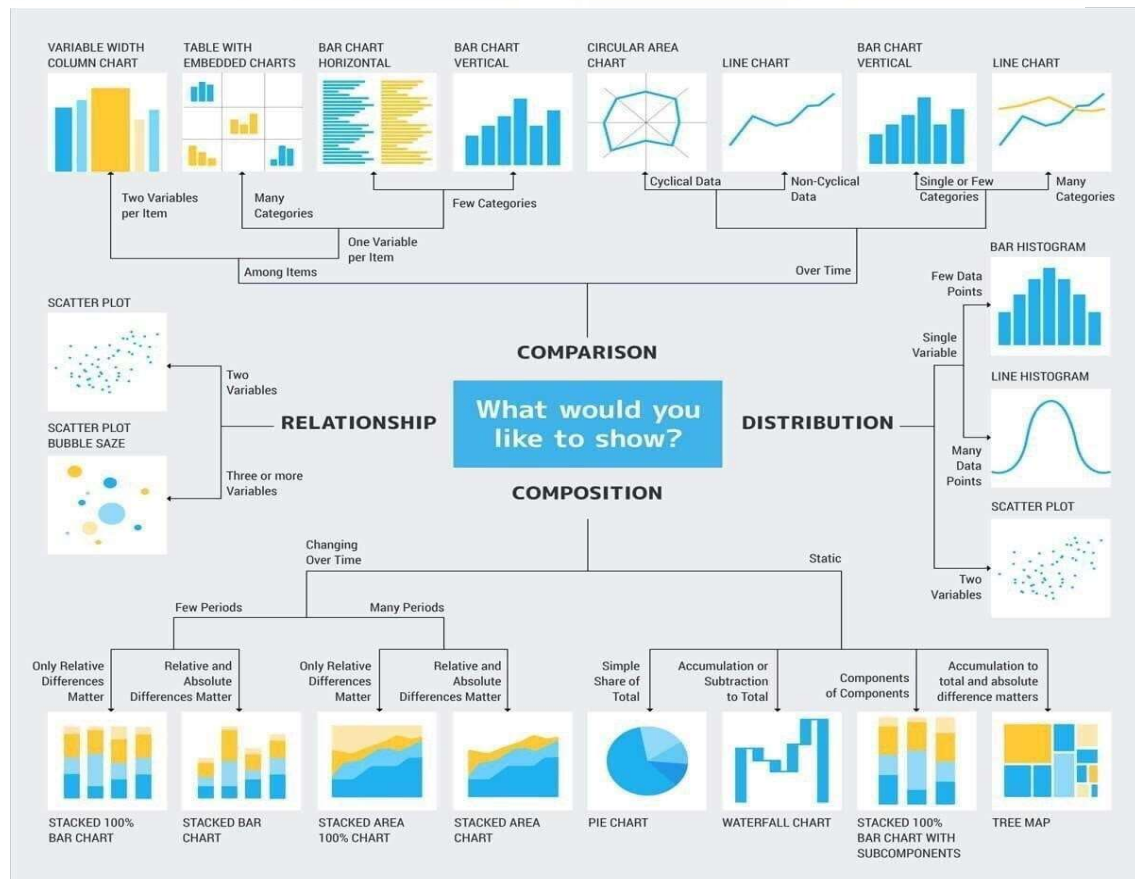 VARIABLE WIDTH
COLUMN CHART
TABLE WITH
EMBEDDED CHARTS
BAR CHART
HORIZONTAL
BAR CHART
VERTICAL
CIRCULAR AREA
CHART
LINE CHART
BAR CHART
VERTICAL
LINE CHART
Two Variables
per Item
Many
Categories
Few Categories
Cyclical Data
Non-Cyclical
Data
Single or Few
Categories
Many
Categories
One Variable
per Item
Among Items
Over Time
BAR HISTOGRAM
Few Data
Points
SCATTER PLOT
Single
Variable
COMPARISON
Two
Variables
LINE HISTOGRAM
RELATIONSHIP
What would you
like to show?
DISTRIBUTION
SCATTER PLOT
BUBBLE SAZE
Many
Data
Points
Three or more
Variables
COMPOSITION
SCATTER PLOT
Changing
Over Time
Static
Two
Variables
Few Periods
Many Periods
Only Relative
Differences
Matter
Relative and
Absolute
Differences Matter
Only Relative
Differences
Matter
Relative and
Absolute
Differences Matter
Simple
Share of
Total
Accumulation or
Subtraction
to Total
Components
of Components
Accumulation to
total and absolute
difference matters
STACKED 100%
BAR CHART
STACKED BAR
CHART
STACKED AREA
100% CHART
STACKED AREA
CHART
PIE CHART
WATERFALL CHART
STACKED 100%
BAR CHART WITH
SUBCOMPONENTS
TREE MAP